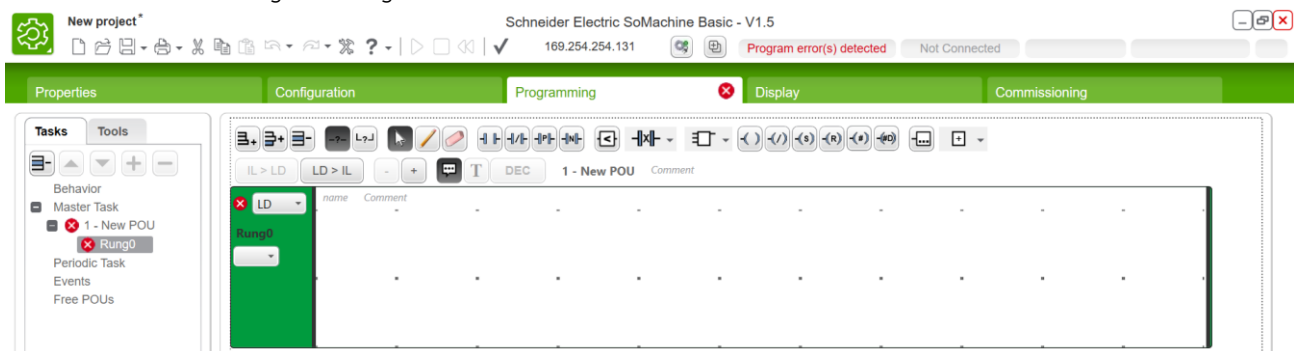 New project*
Schneider Electric SoMachine Basic - V1.5
? 169.254.254.131 Program error(s) detected Not Connected
Properties Configuration Programming Display Commissioning
Tasks Tools
IL > LD LD > IL - + T DEC 1 - New POU Comment
Behavior
Master Task
1 - New POU
Rung0
Periodic Task
Events
Free POUs
LD name Comment
Rung0